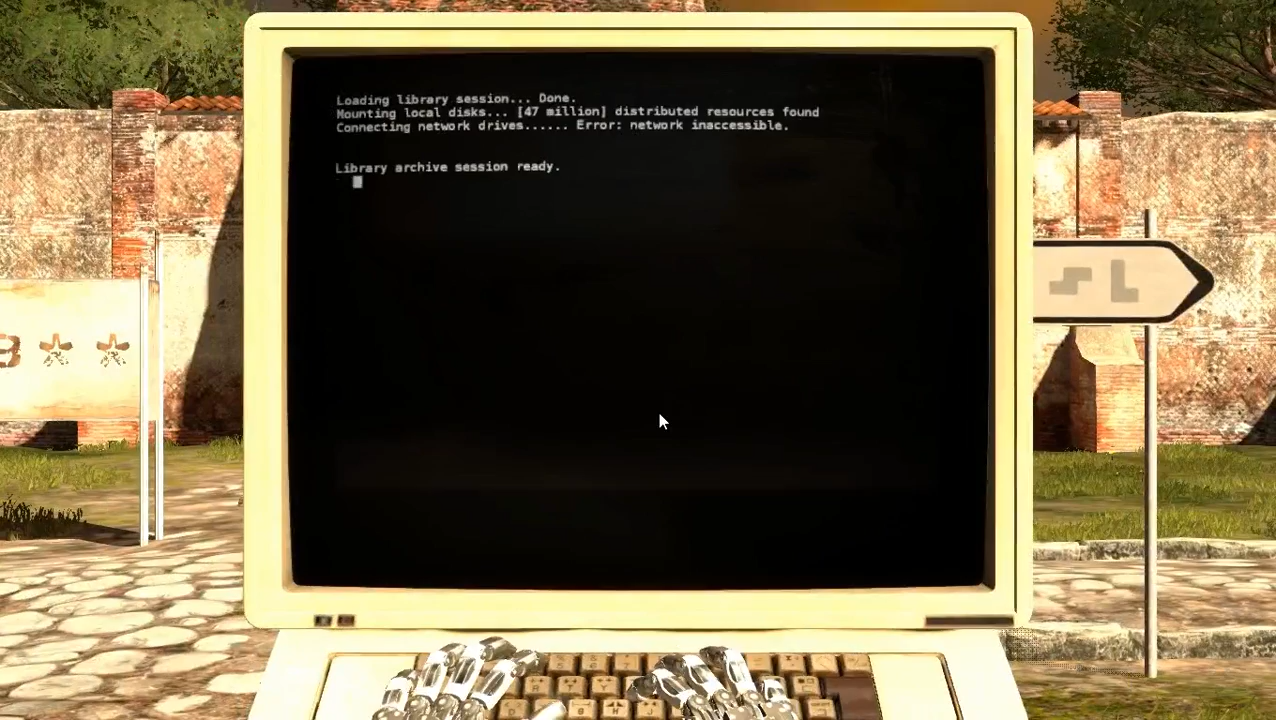 Loading library session... Done.
Mounting local disks... [47 million] distributed resources found
Connecting network drives...... Error: network inaccessible.
Library archive session ready.